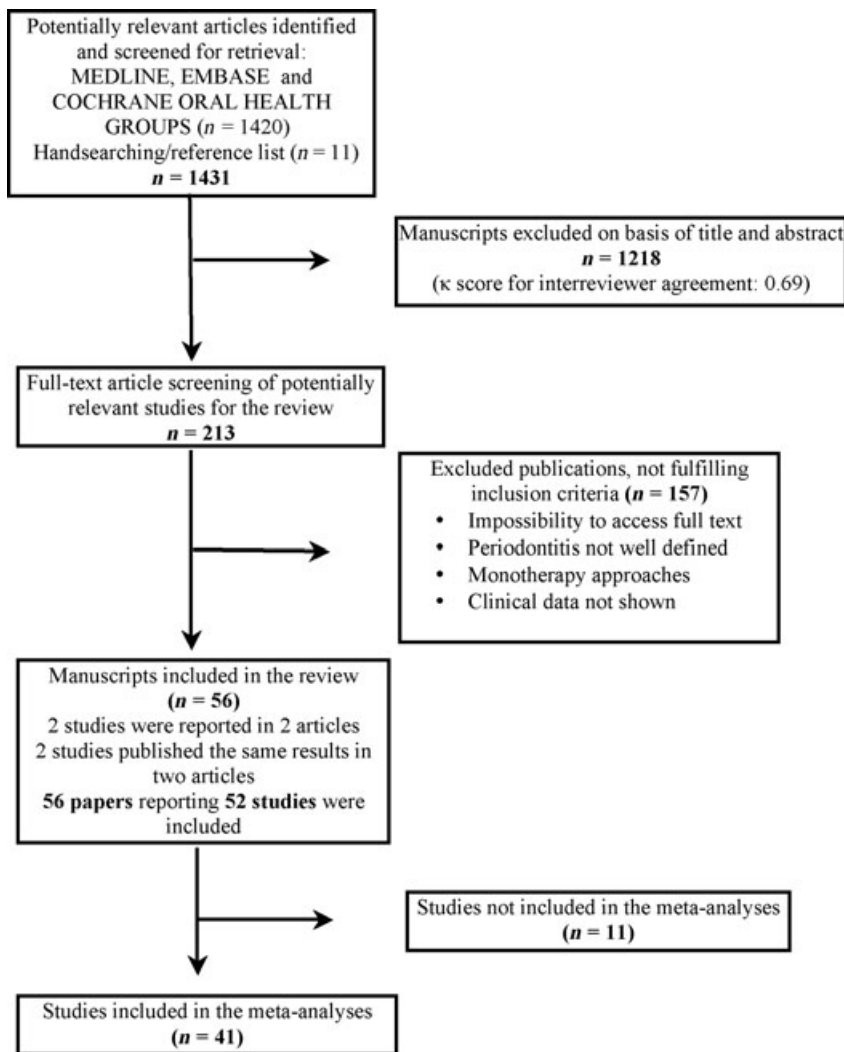 Potentially relevant articles identified
and screened for retrieval:
MEDLINE, EMBASE and
COCHRANE ORAL HEALTH
GROUPS (n = 1420)
Handsearching/reference list (n = 11)
n = 1431
Manuscripts excluded on basis of title and abstract
n = 1218
(κ score for interreviewer agreement: 0.69)
Full-text article screening of potentially
relevant studies for the review
n = 213
Excluded publications, not fulfilling
inclusion criteria (n = 157)
• Impossibility to access full text
• Periodontitis not well defined
• Monotherapy approaches
• Clinical data not shown
Manuscripts included in the review
(n = 56)
2 studies were reported in 2 articles
2 studies published the same results in
two articles
56 papers reporting 52 studies were
included
Studies not included in the meta-analyses
(n = 11)
Studies included in the meta-analyses
(n = 41)